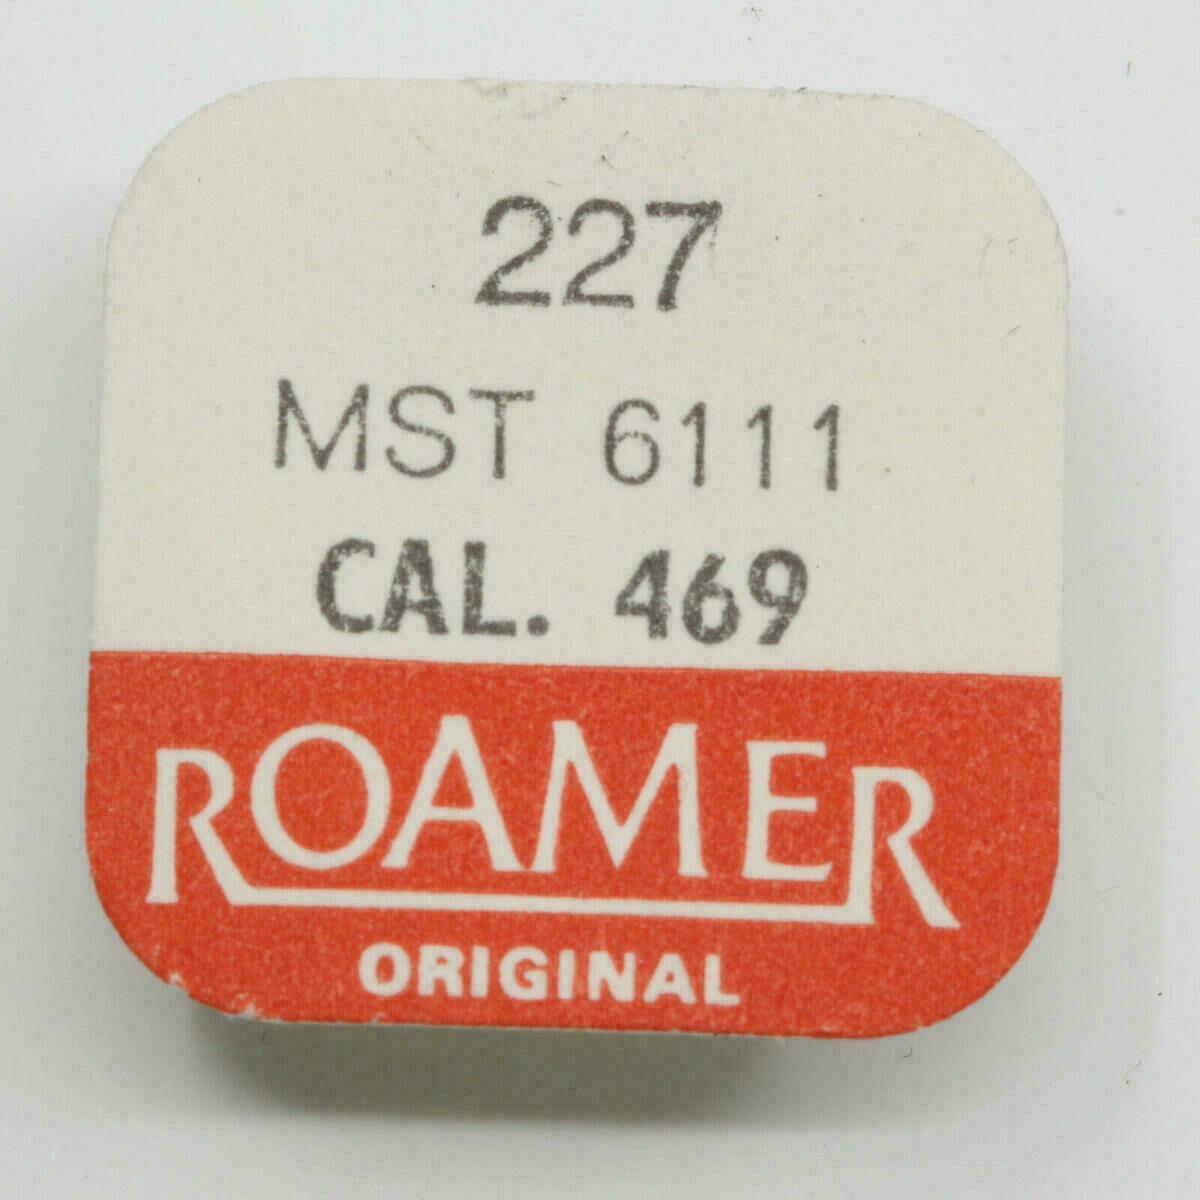 227
MST 6111
CAL. 469
ROAMER
ORIGINAL